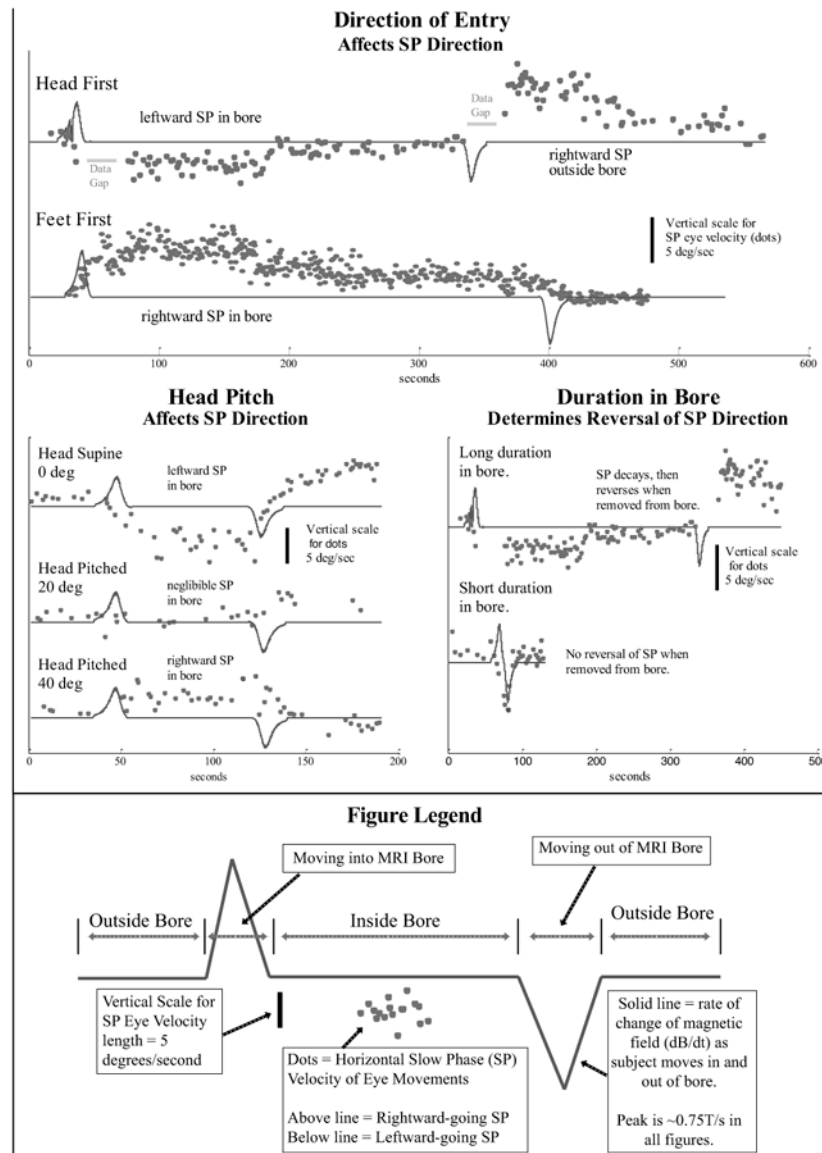 Direction of Entry
Affects SP Direction
Head First
leftward SP in bore
Data
Gap
Data
Gap
rightward SP
outside bore
Feet First
rightward SP in bore
Vertical scale for
SP eye velocity (dots)
5 deg/sec
0
100
200
300
400
500
600
seconds
Head Pitch
Affects SP Direction
Head Supine
0 deg
leftward SP
in bore
Vertical scale
for dots
5 deg/sec
Head Pitched
20 deg
neglibible SP
in bore
Head Pitched
40 deg
rightward SP
in bore
0
50
100
150
200
seconds
Duration in Bore
Determines Reversal of SP Direction
Long duration
in bore.
SP decays, then
reverses when
removed from bore.
Vertical scale
for dots
5 deg/sec
Short duration
in bore.
No reversal of SP when
removed from bore.
0
100
200
300
400
500
seconds
Figure Legend
Moving into MRI Bore
Moving out of MRI Bore
Outside Bore
Inside Bore
Outside Bore
Vertical Scale for
SP Eye Velocity
length = 5
degrees/second
Dots = Horizontal Slow Phase (SP)
Velocity of Eye Movements
Above line = Rightward-going SP
Below line = Leftward-going SP
Solid line = rate of
change of magnetic
field (dB/dt) as
subject moves in and
out of bore.
Peak is ~0.75T/s in
all figures.